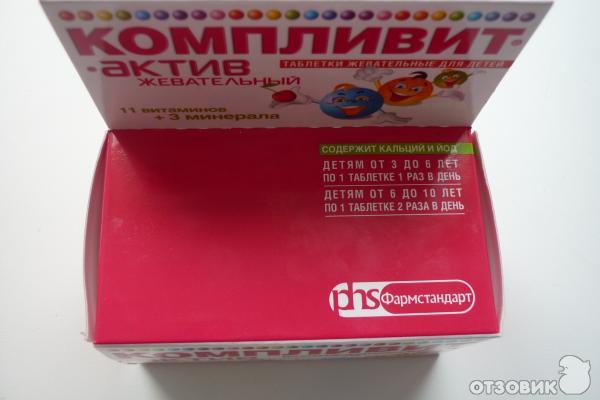 КОМПЛИВИТ·
·АКТИВ
ТАБЛЕТКИ ЖЕВАТЕЛЬНЫЕ ДЛЯ ДЕТЕЙ
ЖЕВАТЕЛЬНЫЙ
11 витаминов
+ 3 минерала
СОДЕРЖИТ КАЛЬЦИЙ И ЙОД
ДЕТЯМ ОТ 3 ДО 6 ЛЕТ
ПО 1 ТАБЛЕТКЕ 1 РАЗ В ДЕНЬ
ДЕТЯМ ОТ 6 ДО 10 ЛЕТ
ПО 1 ТАБЛЕТКЕ 2 РАЗА В ДЕНЬ
phs Фармстандарт
КОМПЛИВИТ·
ОТЗОВИК